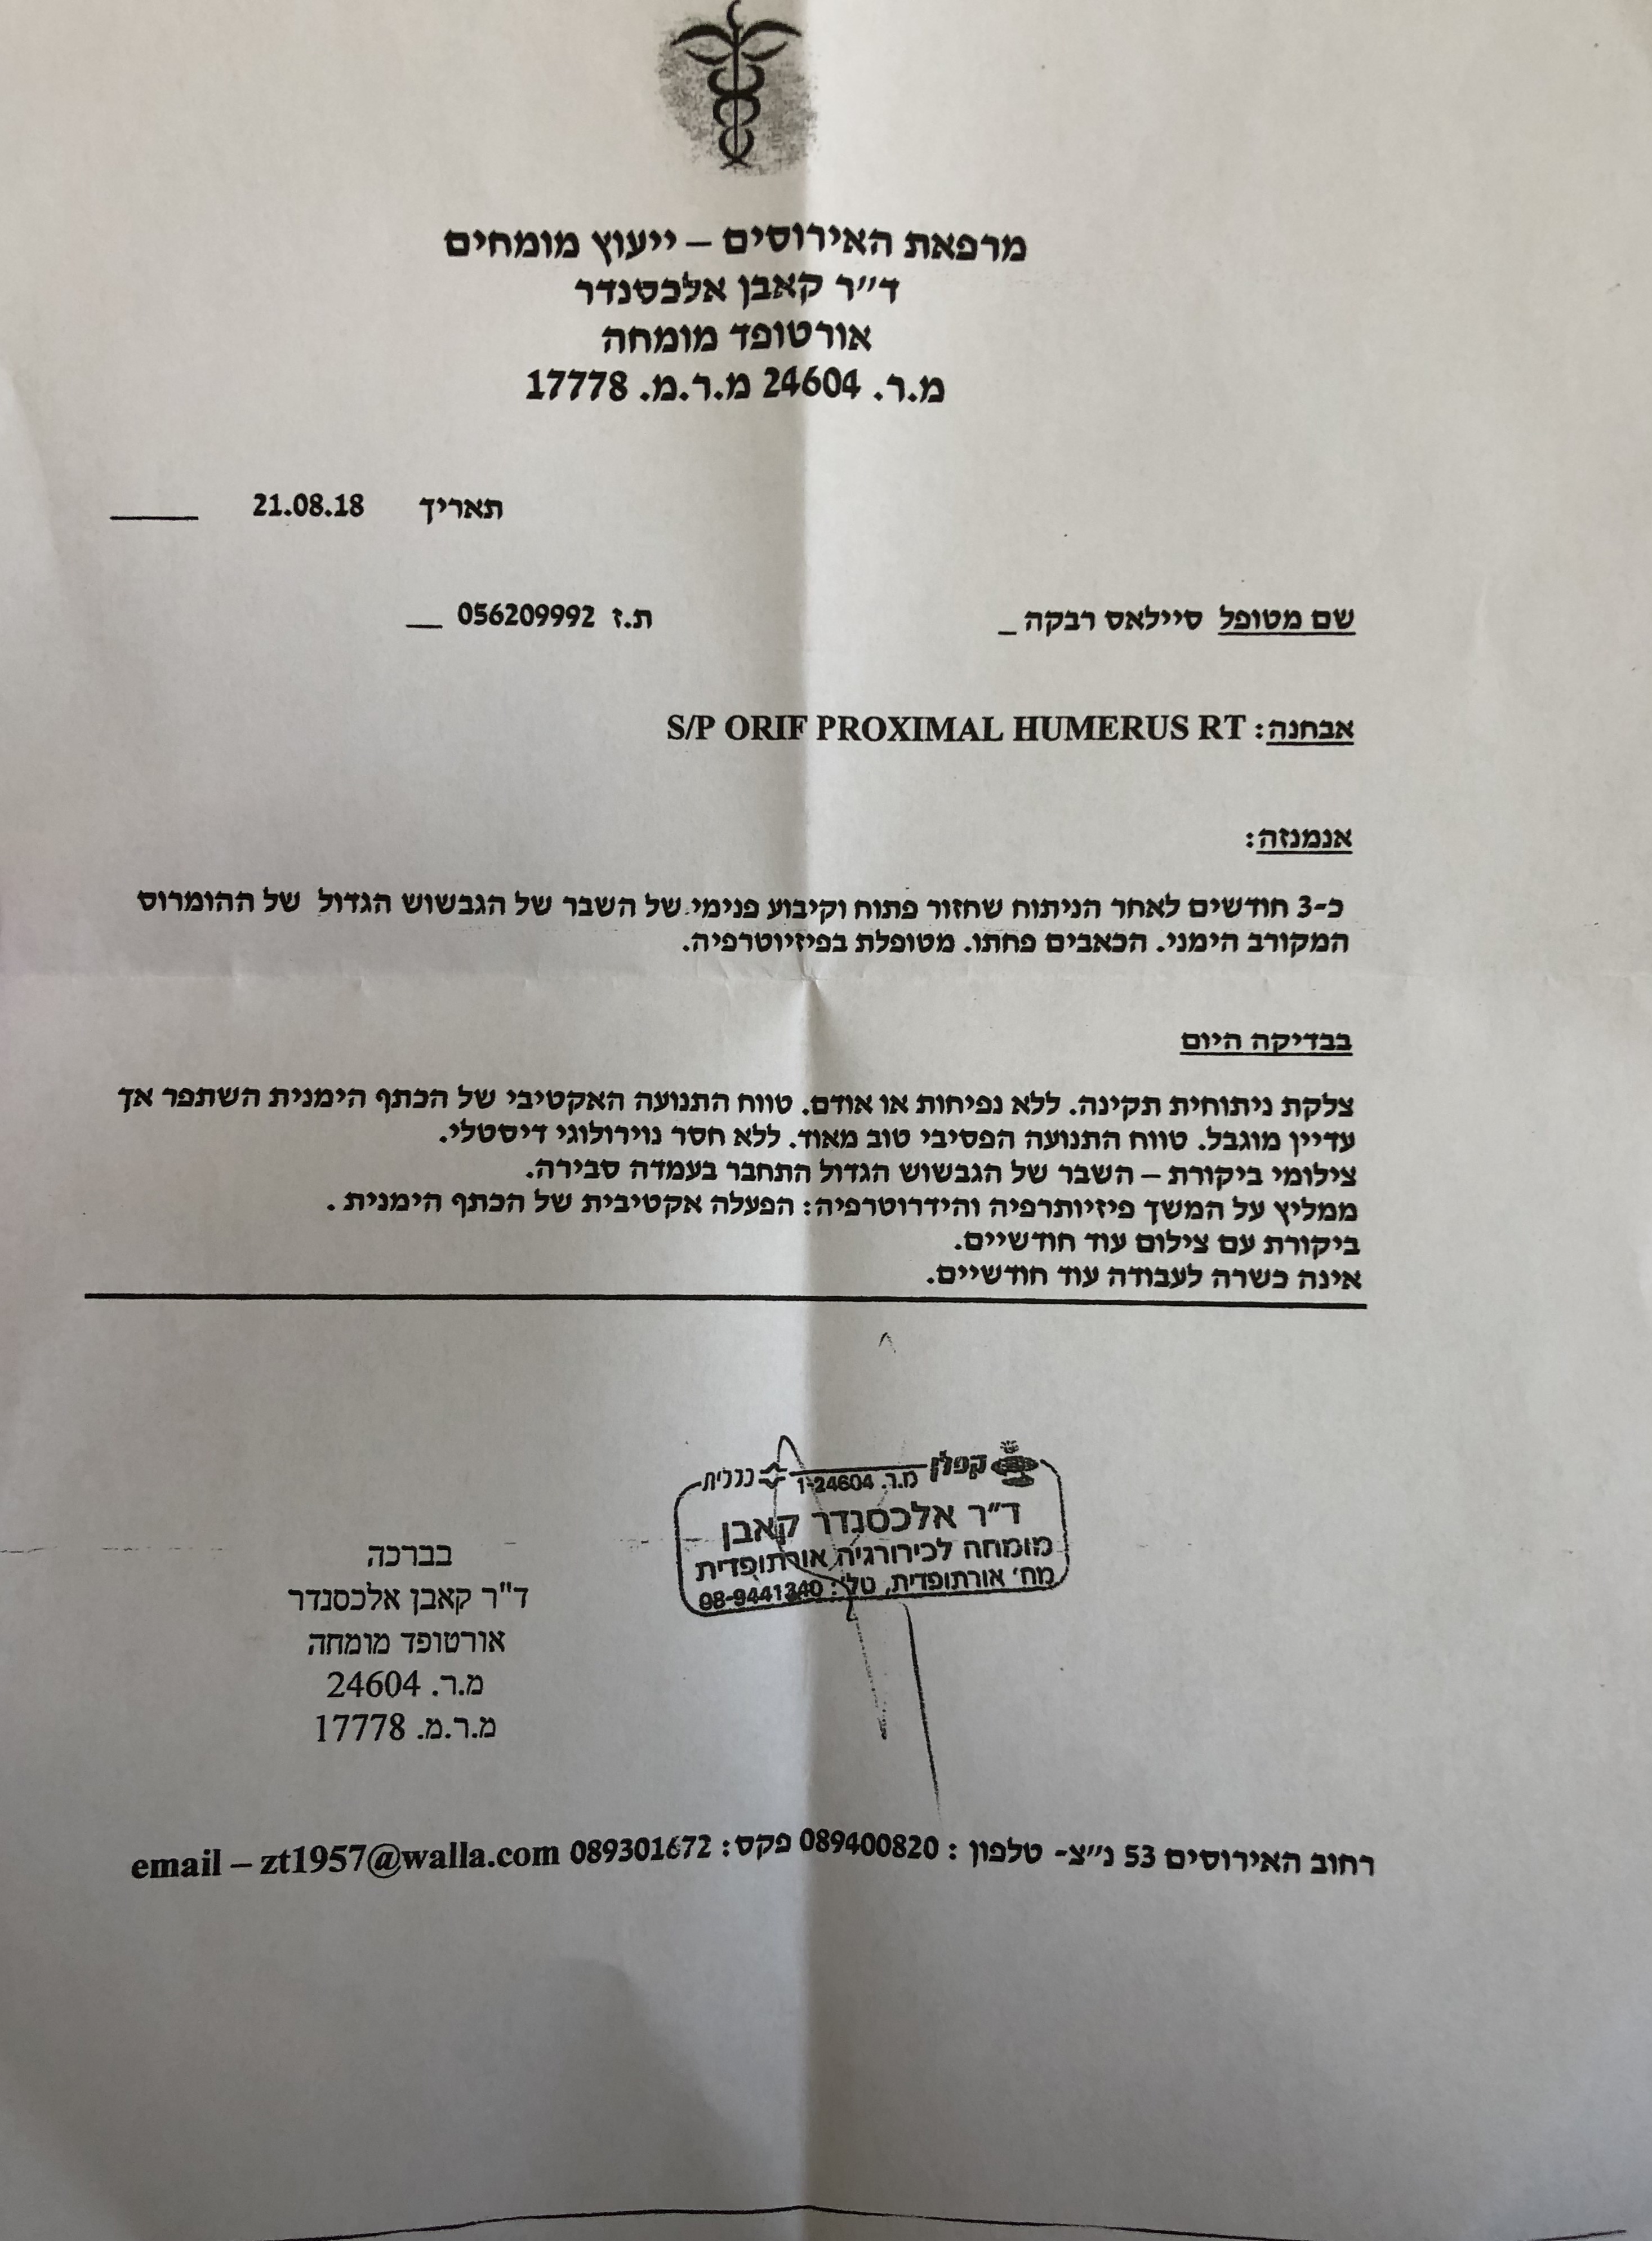 מרפאת האירוסים – ייעוץ מומחים
ד״ר קאבן אלכסנדר
אורטופד מומחה
מ.ר. 24604 מ.ר.מ. 17778
תאריך 21.08.18
שם מטופל סיילאס רבקה _ ת.ז 056209992 __
אבחנה: S/P ORIF PROXIMAL HUMERUS RT
אנמנזה:
כ-3 חודשים לאחר הניתוח שחזור פתוח וקיבוע פנימי של השבר של הגבשוש הגדול של ההומרוס
המקורב הימני. הכאבים פחתו. מטופלת בפיזיוטרפיה.
בבדיקה היום
צלקת ניתוחית תקינה. ללא נפיחות או אודם. טווח התנועה האקטיבי של הכתף הימנית השתפר אך
עדיין מוגבל. טווח התנועה הפסיבי טוב מאוד. ללא חסר נוירולוגי דיסטלי.
צילומי ביקורת – השבר של הגבשוש הגדול התחבר בעמדה סבירה.
ממליץ על המשך פיזיותרפיה והידרוטרפיה: הפעלה אקטיבית של הכתף הימנית .
ביקורת עם צילום עוד חודשיים.
אינה כשרה לעבודה עוד חודשיים.
קפלן מ.ר. 1-24604 כללית
ד״ר אלכסנדר קאבן
מומחה לכירורגיה אורתופדית
מח׳ אורתופדית, טל׳: 08-9441340
בברכה
ד"ר קאבן אלכסנדר
אורטופד מומחה
מ.ר. 24604
מ.ר.מ. 17778
רחוב האירוסים 53 נ״צ- טלפון : 089400820 פקס: 089301672 email – zt1957@walla.com